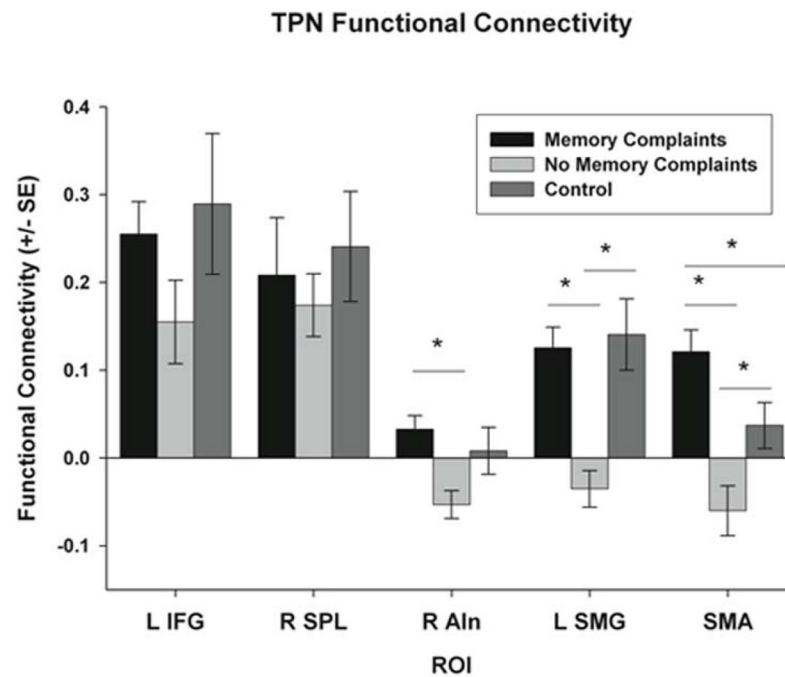 TPN Functional Connectivity
Functional Connectivity (+/- SE)
0.4
0.3
0.2
0.1
0.0
-0.1
Memory Complaints
No Memory Complaints
Control
*
*
*
*
*
*
L IFG R SPL R AIn L SMG SMA
ROI